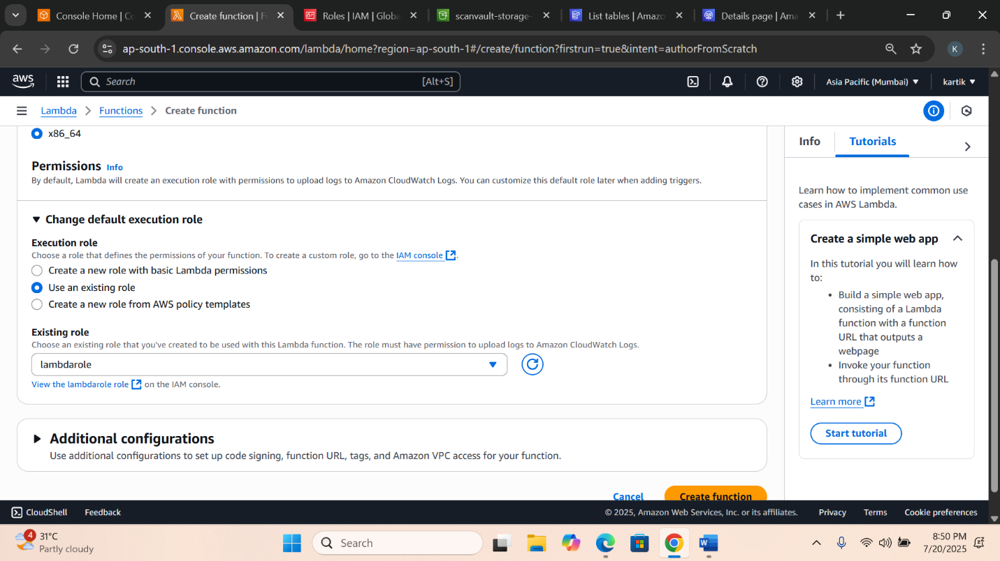 Console Home | Co
Create function | F
Roles | IAM | Globa
scanvault-storage-
List tables | Amazo
Details page | Ama
ap-south-1.console.aws.amazon.com/lambda/home?region=ap-south-1#/create/function?firstrun=true&intent=authorFromScratch
K
aws
Search
[Alt+S]
Asia Pacific (Mumbai) ▼
kartik ▼
Lambda > Functions > Create function
x86_64
Permissions Info
By default, Lambda will create an execution role with permissions to upload logs to Amazon CloudWatch Logs. You can customize this default role later when adding triggers.
▼ Change default execution role
Execution role
Choose a role that defines the permissions of your function. To create a custom role, go to the IAM console.
Create a new role with basic Lambda permissions
Use an existing role
Create a new role from AWS policy templates
Existing role
Choose an existing role that you've created to be used with this Lambda function. The role must have permission to upload logs to Amazon CloudWatch Logs.
lambdarole
View the lambdarole role on the IAM console.
Additional configurations
Use additional configurations to set up code signing, function URL, tags, and Amazon VPC access for your function.
Cancel
Create function
Info
Tutorials
Learn how to implement common use
cases in AWS Lambda.
Create a simple web app
In this tutorial you will learn how
to:
• Build a simple web app,
consisting of a Lambda
function with a function
URL that outputs a
webpage
• Invoke your function
through its function URL
Learn more
Start tutorial
CloudShell
Feedback
© 2025, Amazon Web Services, Inc. or its affiliates.
Privacy
Terms
Cookie preferences
4
31°C
Partly cloudy
Search
W
8:50 PM
7/20/2025